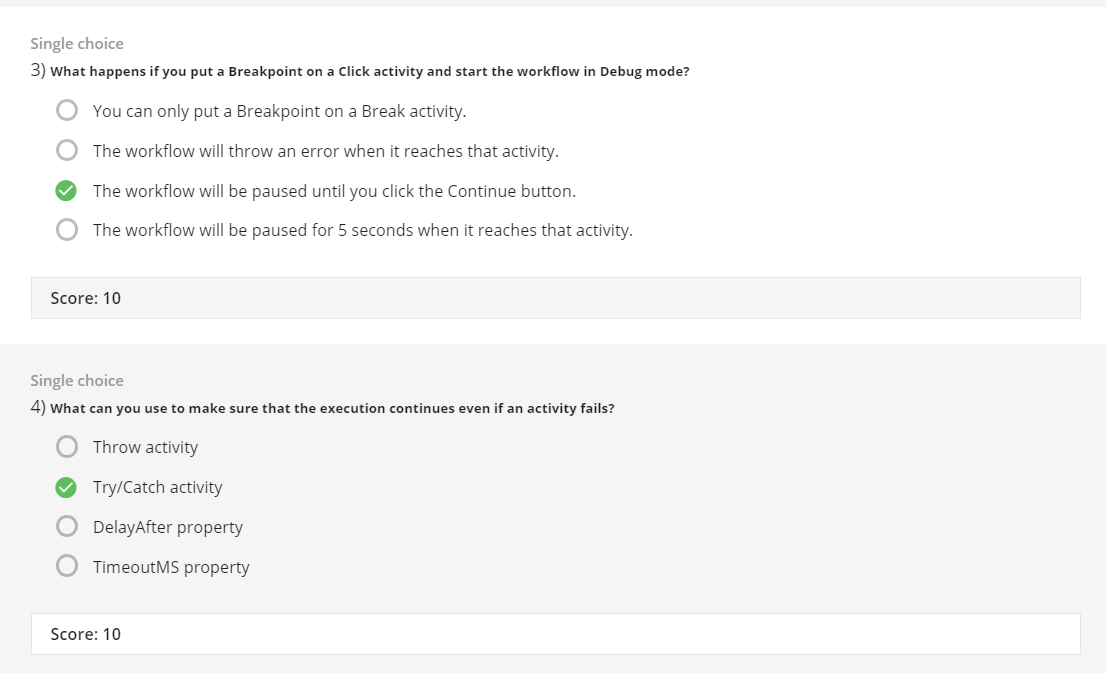 Single choice
3) What happens if you put a Breakpoint on a Click activity and start the workflow in Debug mode?
You can only put a Breakpoint on a Break activity.
The workflow will throw an error when it reaches that activity.
The workflow will be paused until you click the Continue button.
The workflow will be paused for 5 seconds when it reaches that activity.
Score: 10
Single choice
4) What can you use to make sure that the execution continues even if an activity fails?
Throw activity
Try/Catch activity
DelayAfter property
TimeoutMS property
Score: 10